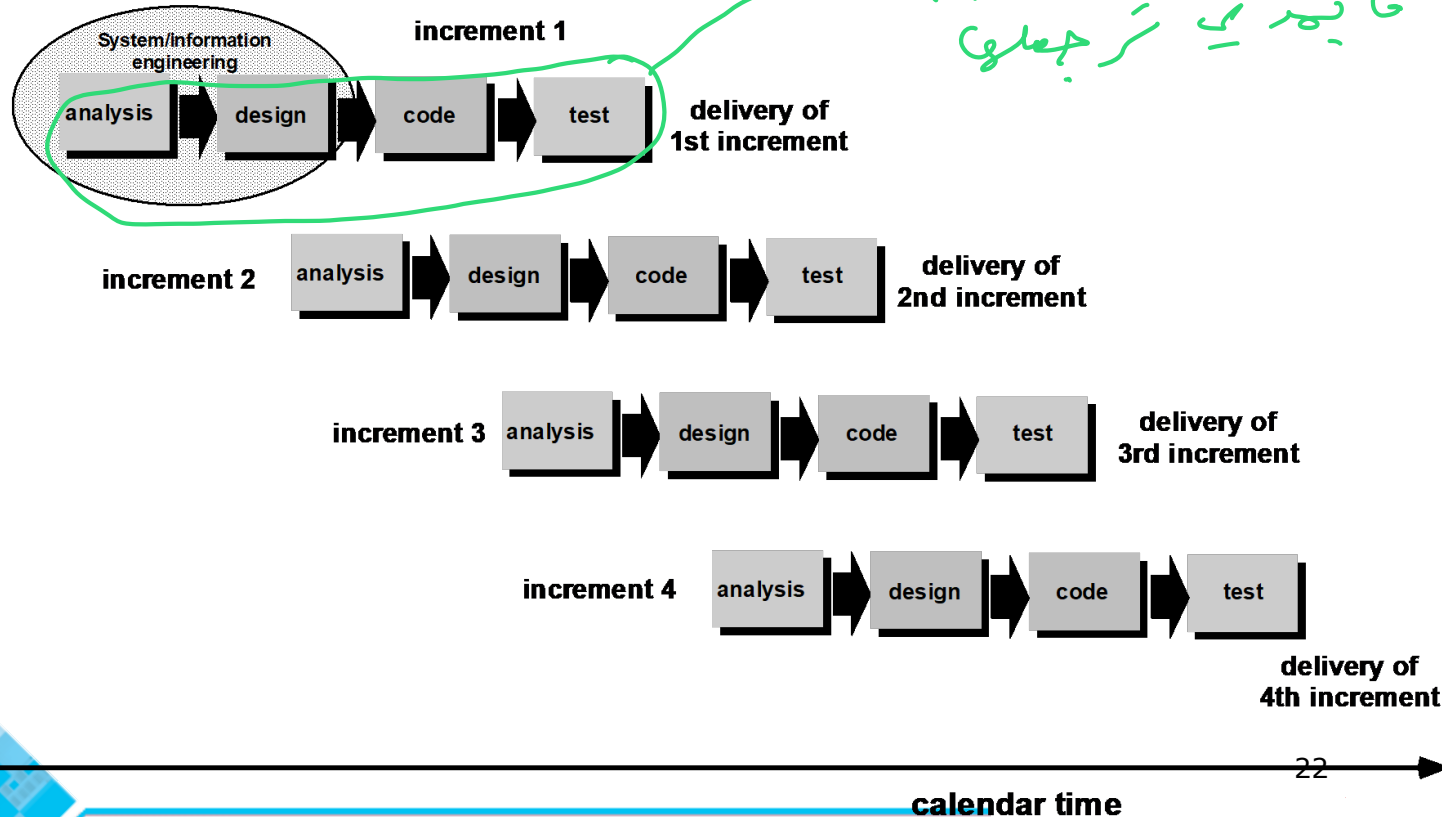 increment 1
System/information
engineering
analysis
design
code
test
delivery of
1st increment
increment 2
analysis
design
code
test
delivery of
2nd increment
increment 3
analysis
design
code
test
delivery of
3rd increment
increment 4
analysis
design
code
test
delivery of
4th increment
22
calendar time